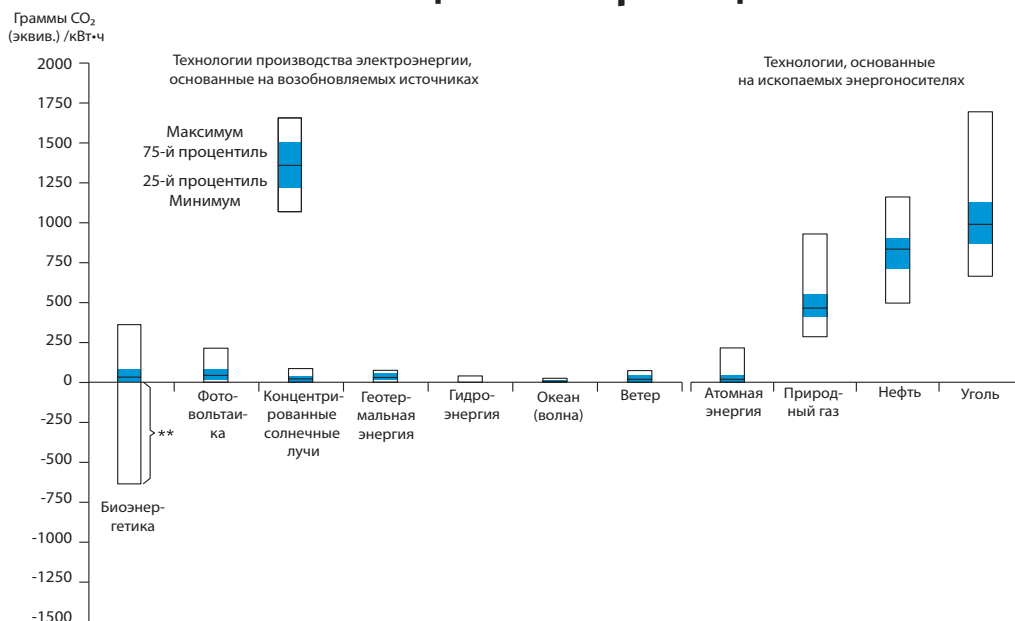 Граммы CO₂
(эквив.) /кВт•ч
Технологии производства электроэнергии,
основанные на возобновляемых источниках
Технологии, основанные
на ископаемых энергоносителях
Максимум
75-й процентиль
25-й процентиль
Минимум
2000
1750
1500
1250
1000
750
500
250
0
-250
-500
-750
-1000
-1250
-1500
**
Биоэнер-
гетика
Фото-
вольтаи-
ка
Концентри-
рованные
солнечные
лучи
Геотер-
мальная
энергия
Гидро-
энергия
Океан
(волна)
Ветер
Атомная
энергия
Природ-
ный газ
Нефть
Уголь